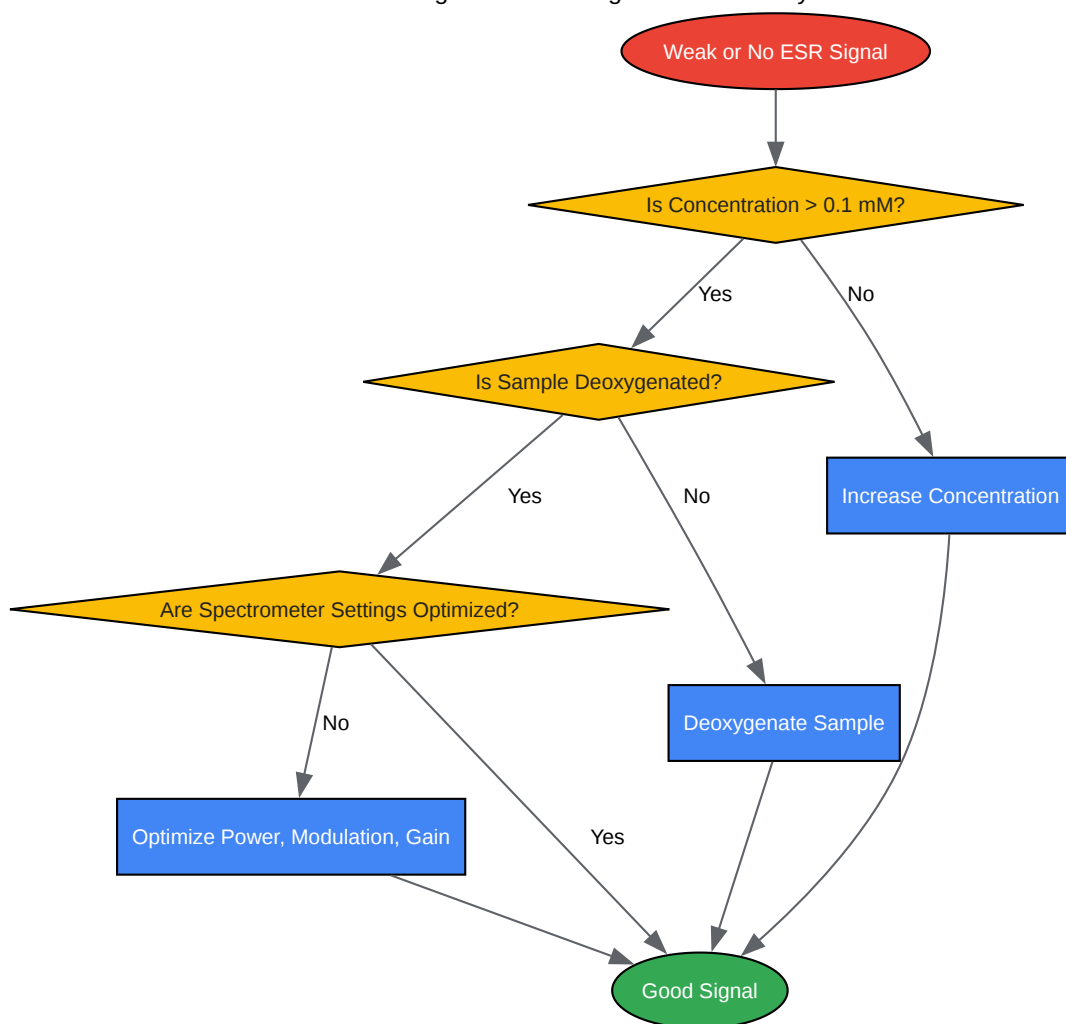 Weak or No ESR Signal
Is Concentration > 0.1 mM?
Yes
No
Is Sample Deoxygenated?
Increase Concentration
Yes
No
Are Spectrometer Settings Optimized?
Deoxygenate Sample
No
Optimize Power, Modulation, Gain
Yes
Good Signal